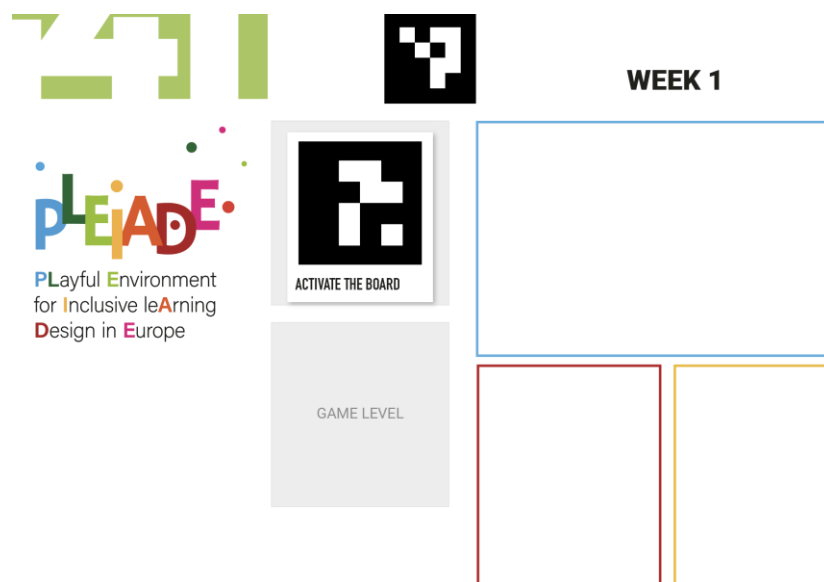 WEEK 1
PLEiADE
PLayful Environment
for Inclusive leArning
Design in Europe
ACTIVATE THE BOARD
GAME LEVEL